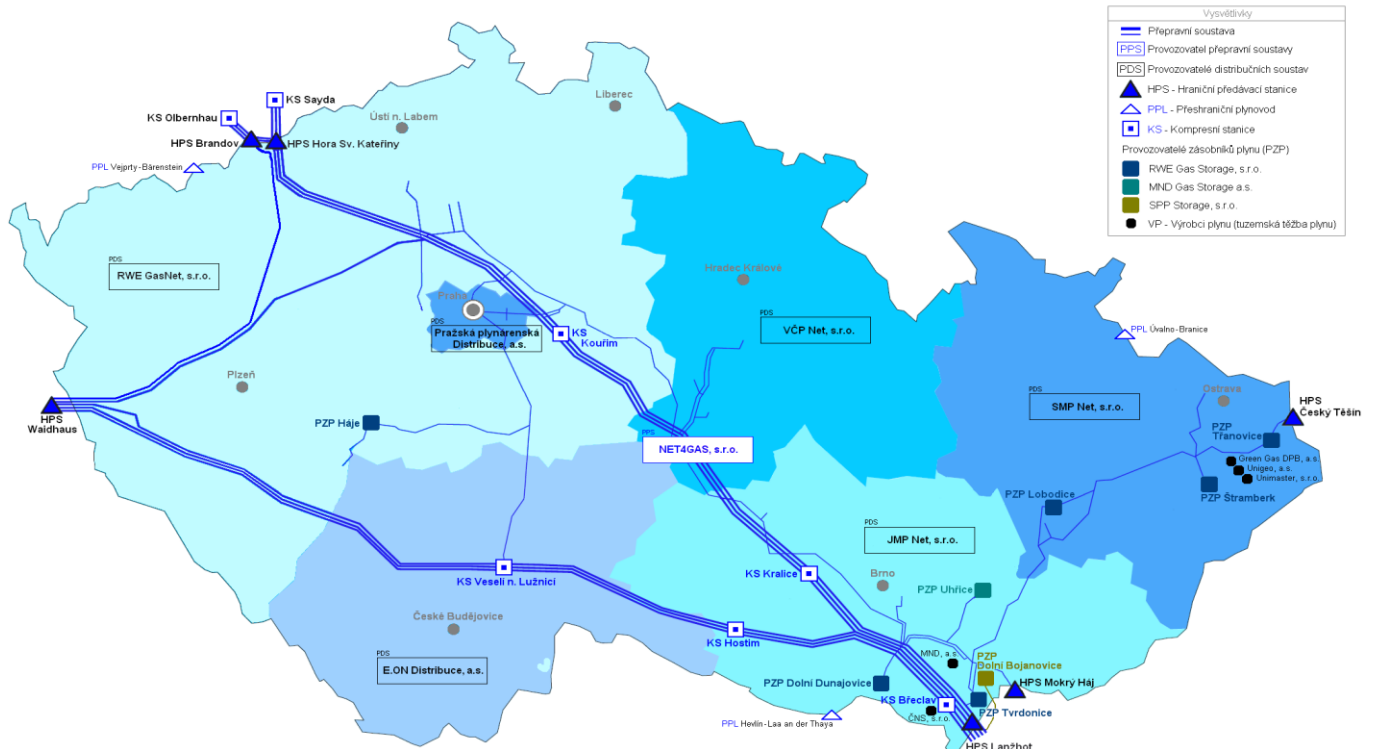 Vysvětlivky
Přepravní soustava
PPS Provozovatel přepravní soustavy
PDS Provozovatelé distribučních soustav
HPS - Hraniční předávací stanice
PPL - Přeshraniční plynovod
KS - Kompresní stanice
Provozovatelé zásobníků plynu (PZP)
RWE Gas Storage, s.r.o.
MND Gas Storage a.s.
SPP Storage, s.r.o.
VP - Výrobci plynu (tuzemská těžba plynu)
KS Sayda
KS Olbernhau
HPS Brandov
HPS Hora Sv. Kateřiny
PPL Vejprty-Bärenstein
Ústí n. Labem
Liberec
PDS
RWE GasNet, s.r.o.
Praha
PDS
Pražská plynárenská
Distribuce, a.s.
KS
Kouřim
Hradec Králové
PDS
VČP Net, s.r.o.
PPL Úvalno-Branice
Plzeň
HPS
Waidhaus
PZP Háje
PPS
NET4GAS, s.r.o.
PDS
SMP Net, s.r.o.
Ostrava
HPS
Český Těšín
PZP
Třanovice
Green Gas DPB, a.s.
Unigeo, a.s.
Unimaster, s.r.o.
PZP Štramberk
PZP Lobodice
PDS
JMP Net, s.r.o.
KS Veselí n. Lužnicí
KS Kralice
Brno
PZP Uhřice
České Budějovice
KS Hostim
PDS
E.ON Distribuce, a.s.
MND, a.s.
PZP
Dolní Bojanovice
PZP Dolní Dunajovice
HPS Mokrý Háj
KS Břeclav
PZP Tvrdonice
ČNS, s.r.o.
PPL Hevlín-Laa an der Thaya
HPS Lanžhot